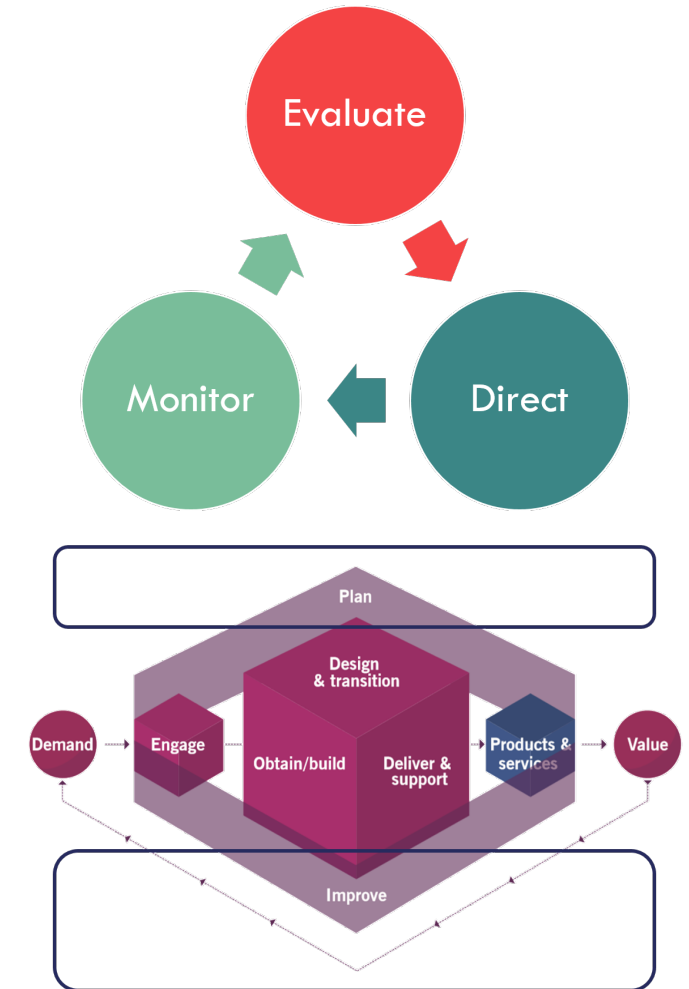 Evaluate
Monitor
Direct
Plan
Design
& transition
Demand
Engage
Obtain/build
Deliver &
support
Products &
services
Value
Improve